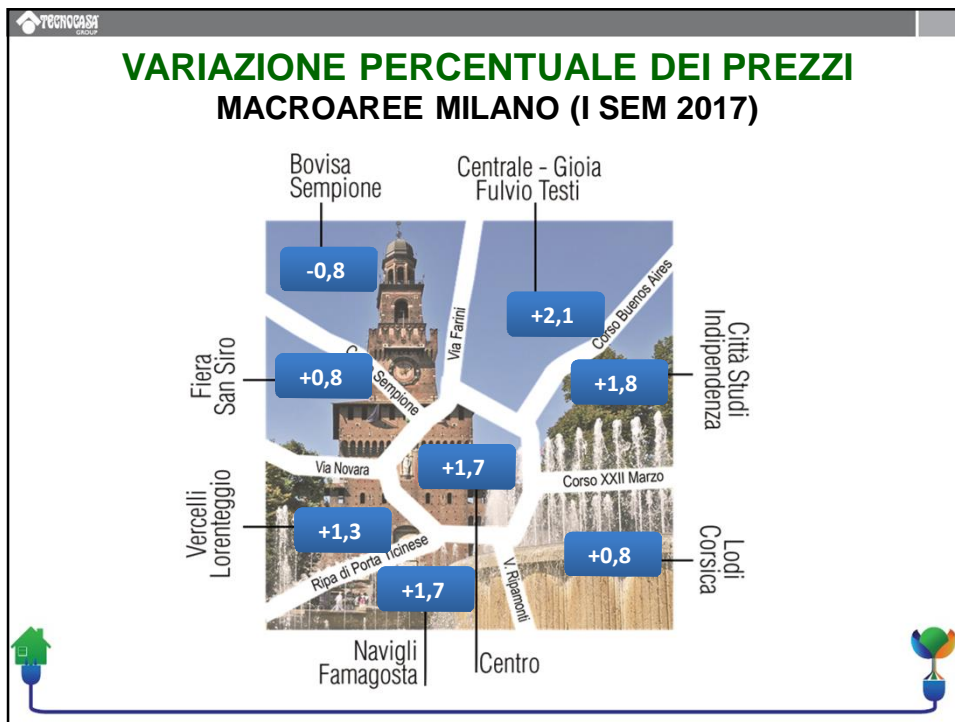 TECNOCASA
GROUP
VARIAZIONE PERCENTUALE DEI PREZZI
MACROAREE MILANO (I SEM 2017)
Bovisa
Sempione
Centrale - Gioia
Fulvio Testi
-0,8
+2,1
Via Farini
Corso Buenos Aires
Città Studi
Indipendenza
Fiera
San Siro
+0,8
Sempione
+1,8
Via Novara
+1,7
Corso XXII Marzo
Vercelli
Lorenteggio
+1,3
Ripa di Porta Ticinese
+0,8
Lodi
Corsica
+1,7
V. Ripamonti
Navigli
Famagosta
Centro